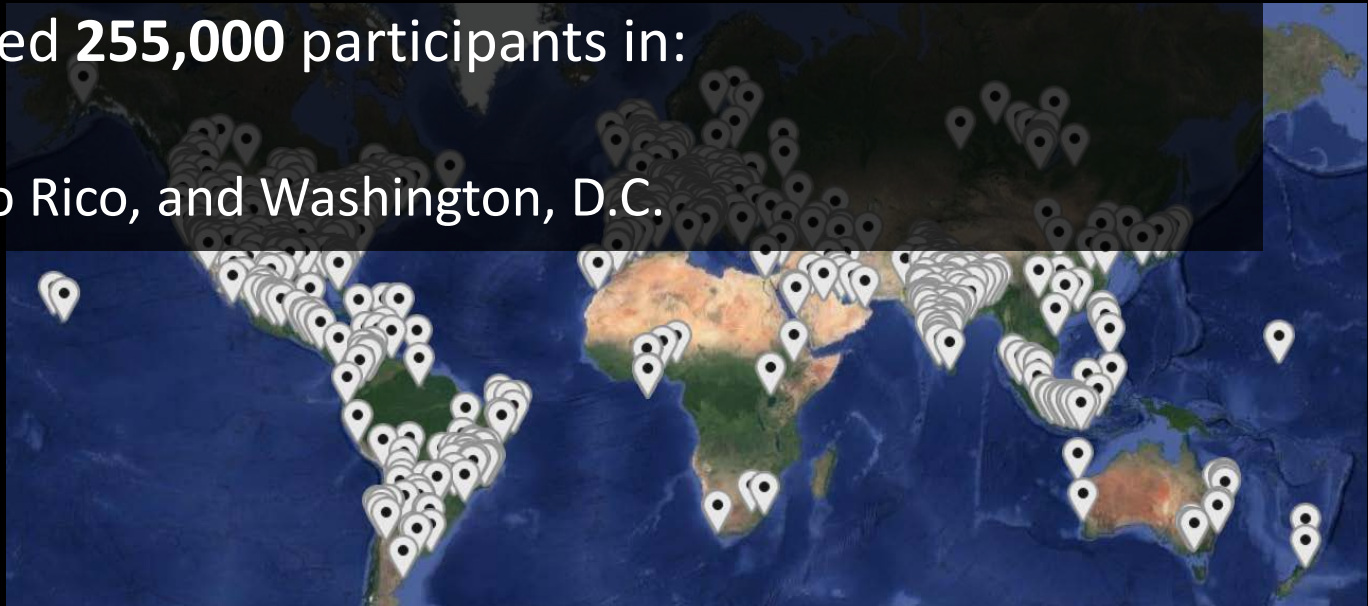 ed 255,000 participants in:
o Rico, and Washington, D.C.